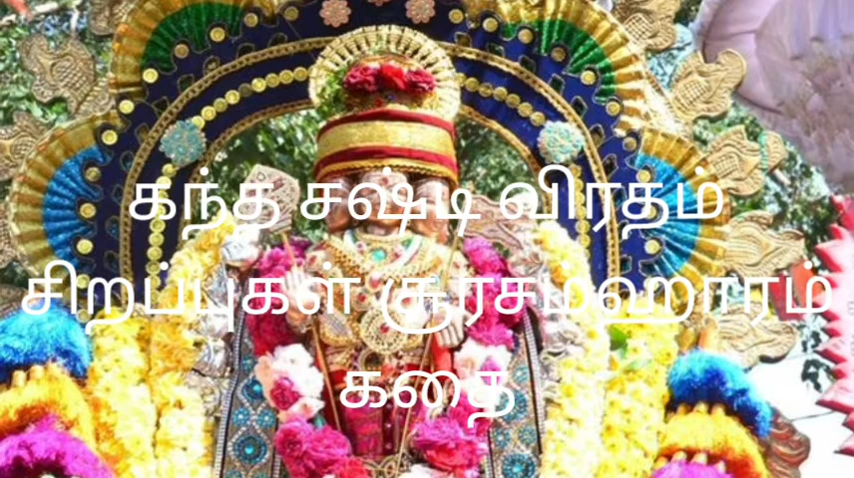 கந்த சஷ்டி விரதம்
சிறப்புகள் சூரசம்ஹாரம்
கதை